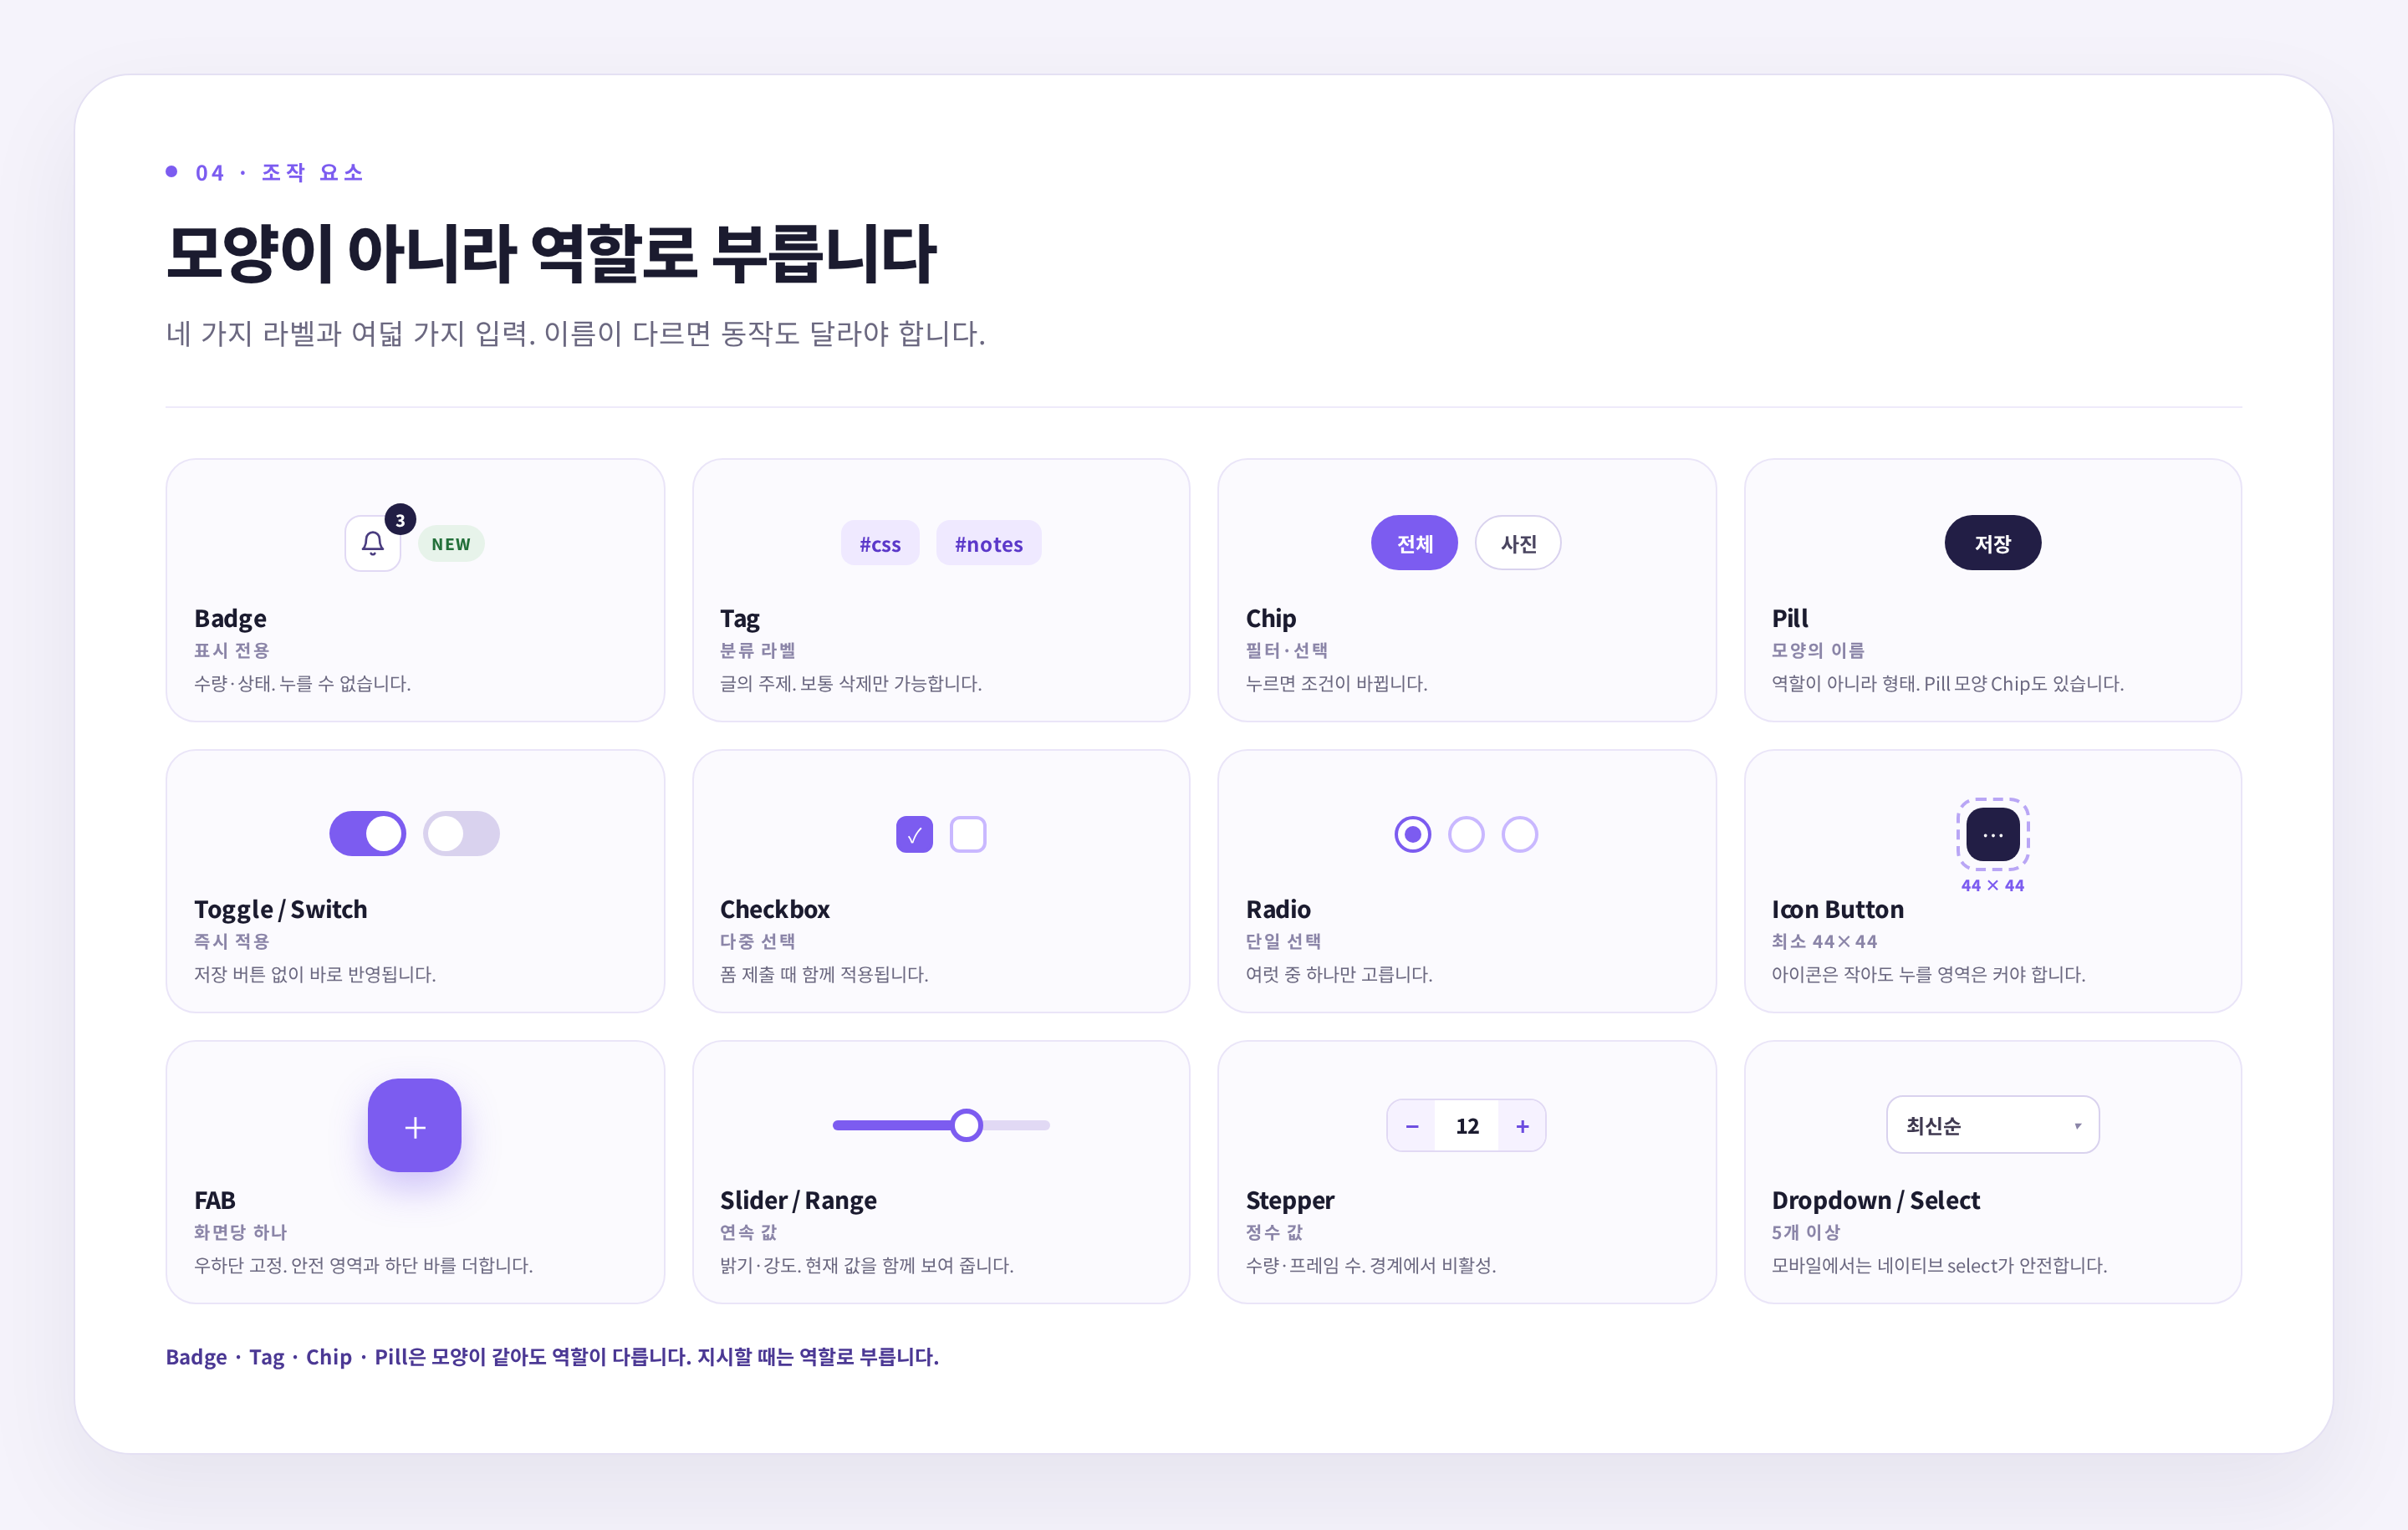 04 · 조작 요소
모양이 아니라 역할로 부릅니다
네 가지 라벨과 여덟 가지 입력. 이름이 다르면 동작도 달라야 합니다.
3
NEW
Badge
표시 전용
수량·상태. 누를 수 없습니다.
#css #notes
Tag
분류 라벨
글의 주제. 보통 삭제만 가능합니다.
전체 사진
Chip
필터·선택
누르면 조건이 바뀝니다.
저장
Pill
모양의 이름
역할이 아니라 형태. Pill 모양 Chip도 있습니다.
Toggle / Switch
즉시 적용
저장 버튼 없이 바로 반영됩니다.
Checkbox
다중 선택
폼 제출 때 함께 적용됩니다.
Radio
단일 선택
여럿 중 하나만 고릅니다.
44 × 44
Icon Button
최소 44×44
아이콘은 작아도 누를 영역은 커야 합니다.
FAB
화면당 하나
우하단 고정. 안전 영역과 하단 바를 더합니다.
Slider / Range
연속 값
밝기·강도. 현재 값을 함께 보여 줍니다.
− 12 +
Stepper
정수 값
수량·프레임 수. 경계에서 비활성.
최신순
Dropdown / Select
5개 이상
모바일에서는 네이티브 select가 안전합니다.
Badge · Tag · Chip · Pill은 모양이 같아도 역할이 다릅니다. 지시할 때는 역할로 부릅니다.